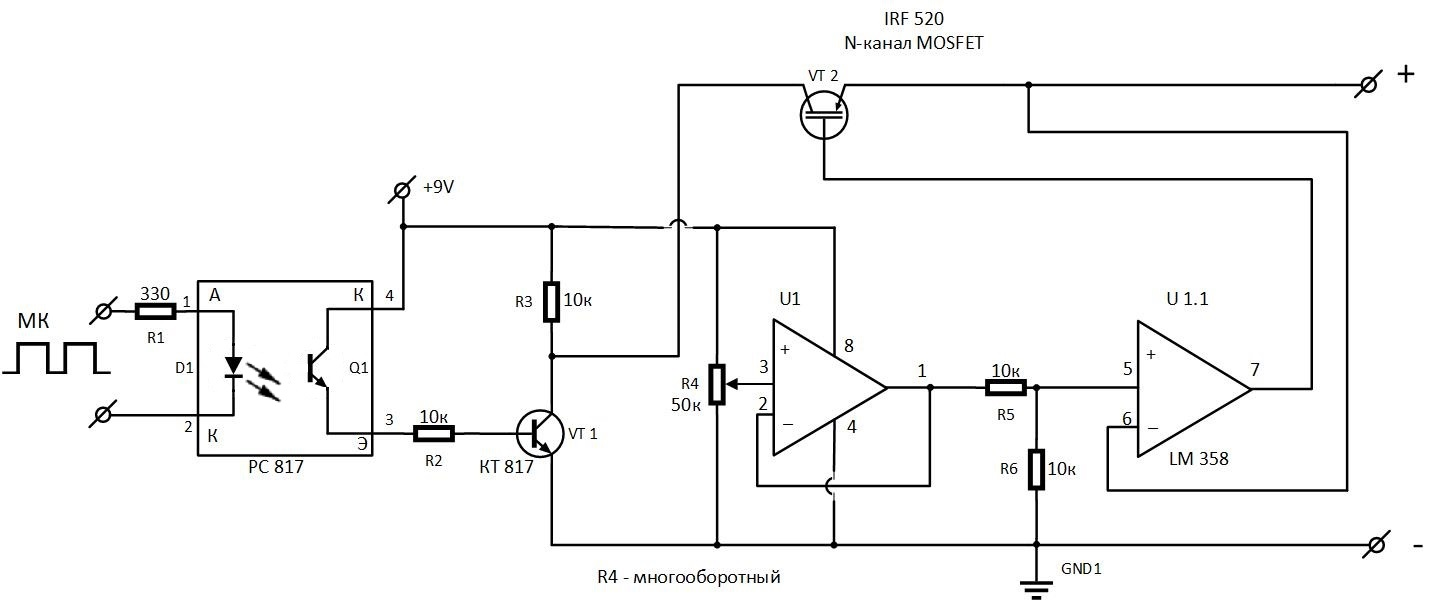 IRF 520
N-канал MOSFET
VT 2
+
+9V
МК
330
R1
1
А
К
4
D1
Q1
2
К
3
Э
PC 817
10к
R2
R3
10к
КТ 817
VT 1
R4
50к
U1
+
3
2
–
8
4
1
10к
R5
R6
10к
U 1.1
+
5
6
–
7
LM 358
-
GND1
R4 - многооборотный